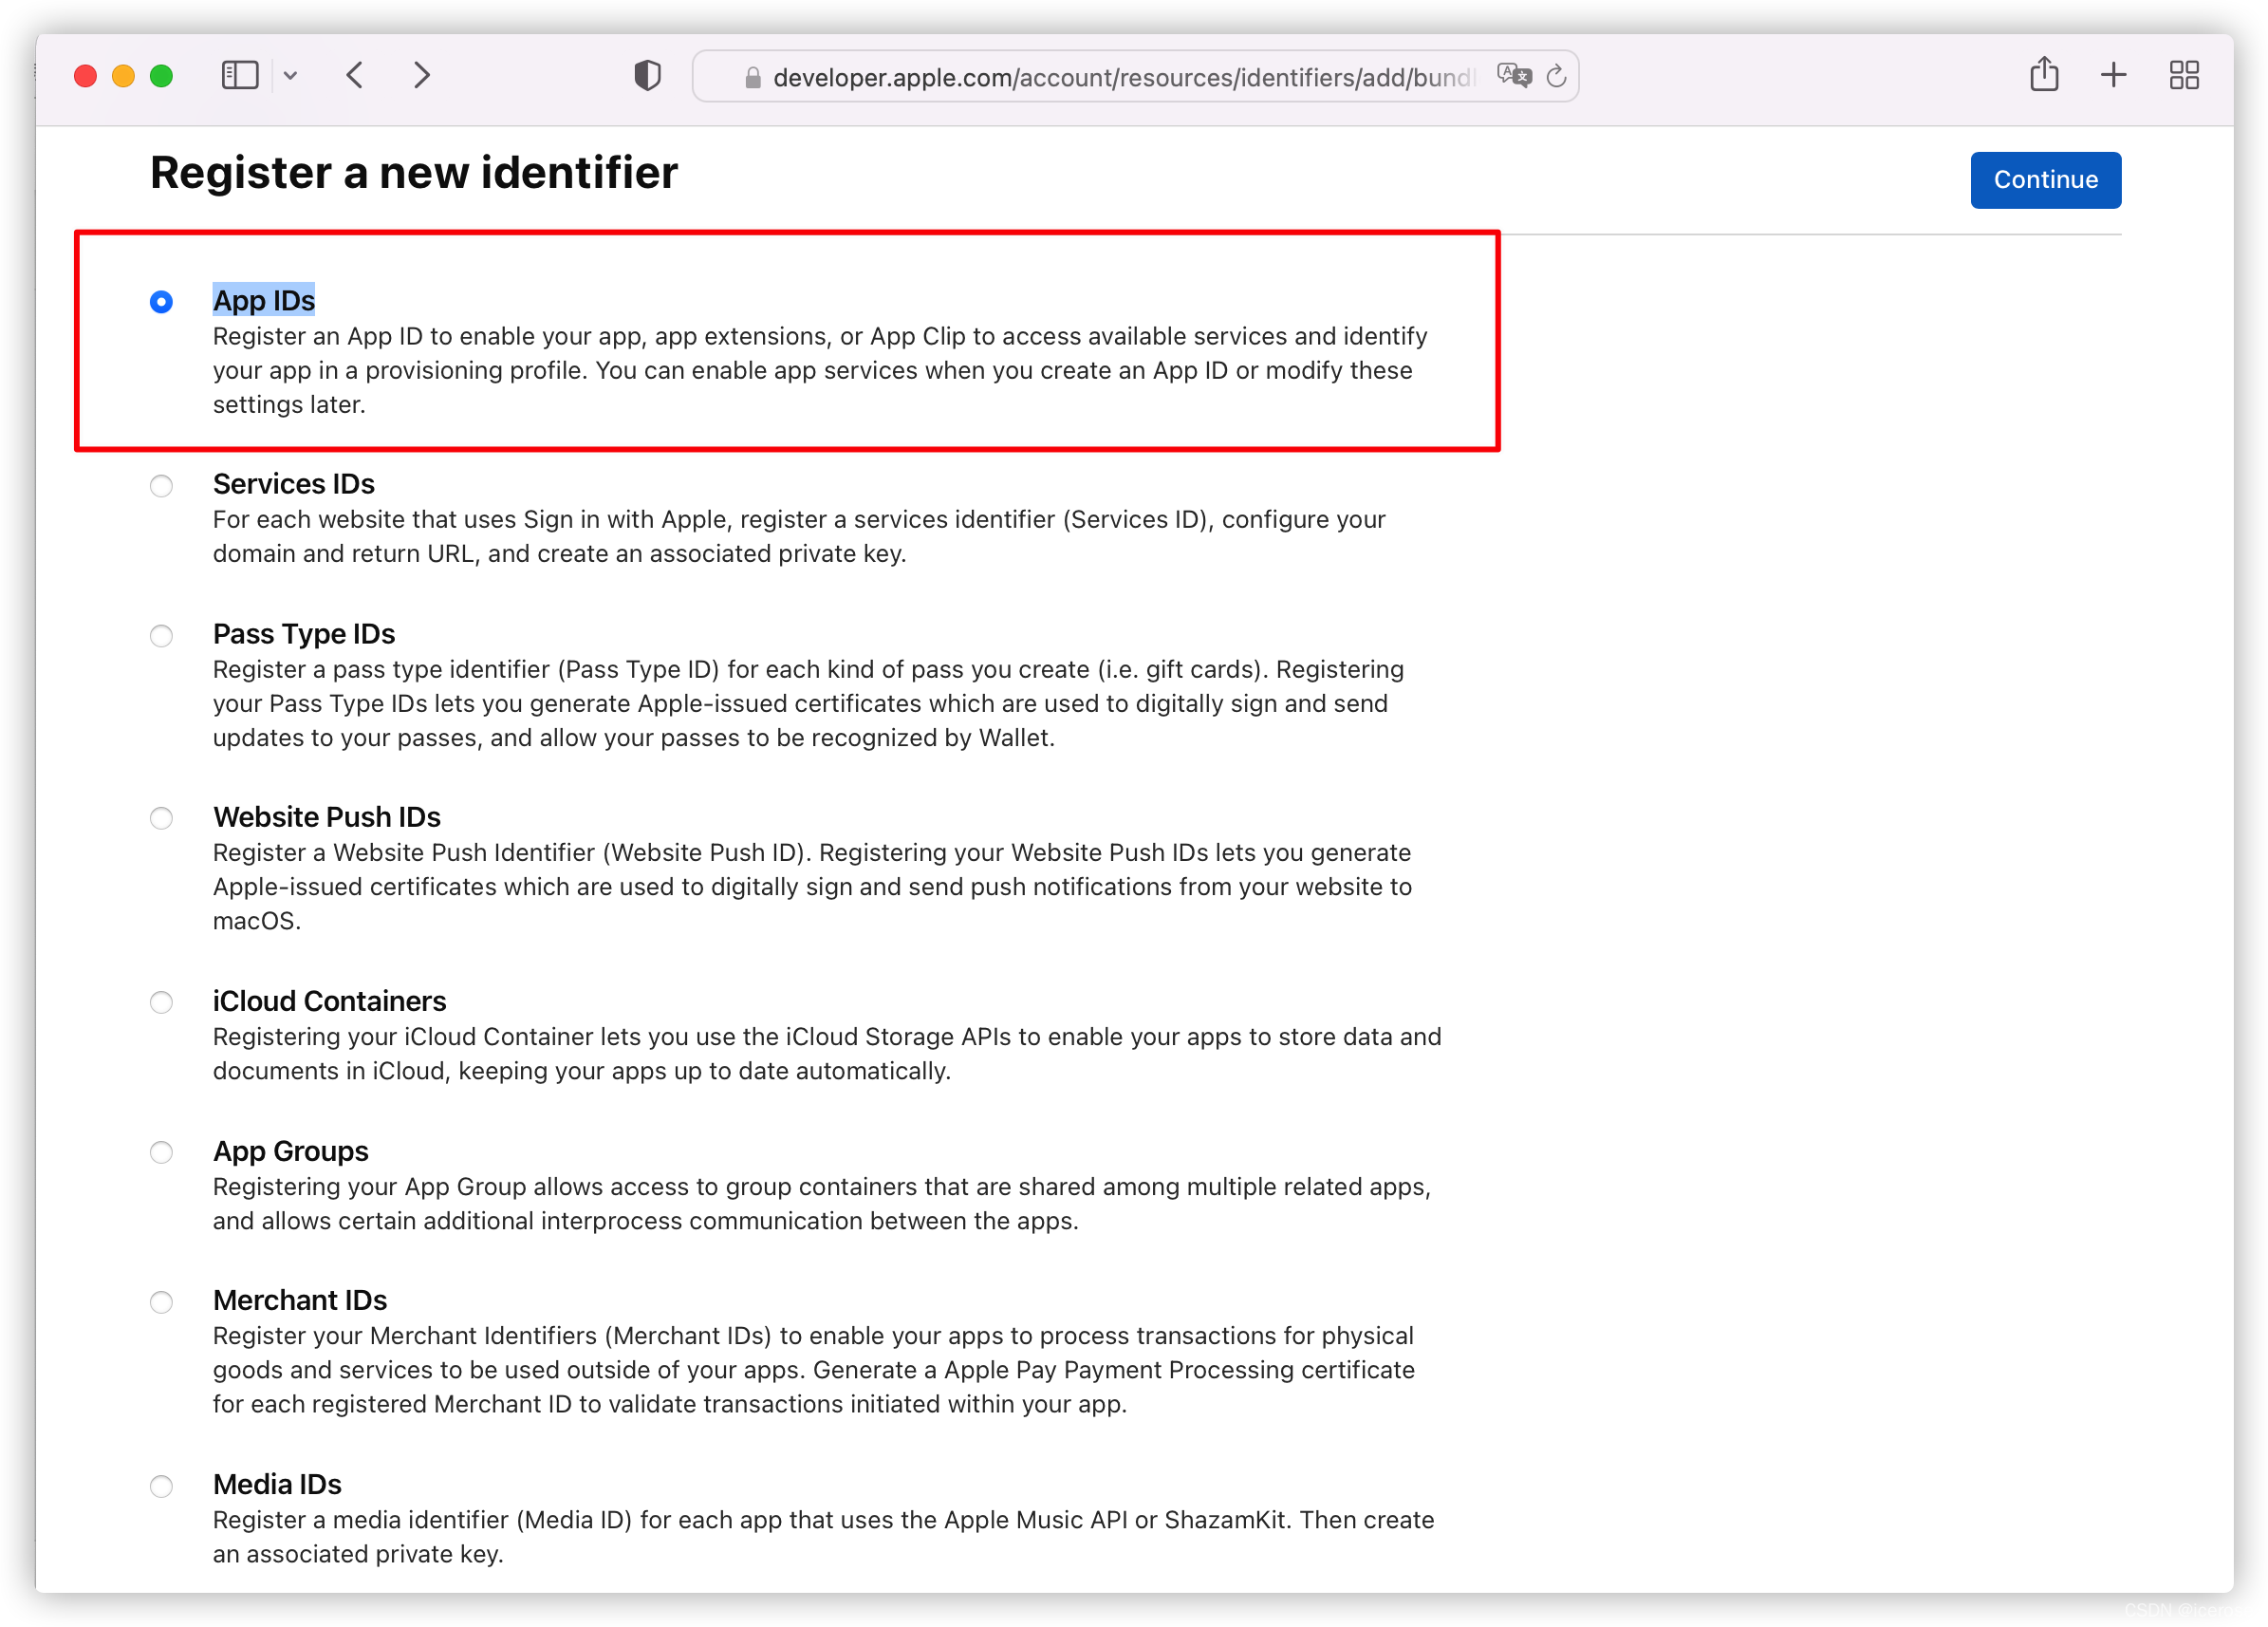 developer.apple.com/account/resources/identifiers/add/bundl
Register a new identifier
Continue
App IDs
Register an App ID to enable your app, app extensions, or App Clip to access available services and identify
your app in a provisioning profile. You can enable app services when you create an App ID or modify these
settings later.
Services IDs
For each website that uses Sign in with Apple, register a services identifier (Services ID), configure your
domain and return URL, and create an associated private key.
Pass Type IDs
Register a pass type identifier (Pass Type ID) for each kind of pass you create (i.e. gift cards). Registering
your Pass Type IDs lets you generate Apple-issued certificates which are used to digitally sign and send
updates to your passes, and allow your passes to be recognized by Wallet.
Website Push IDs
Register a Website Push Identifier (Website Push ID). Registering your Website Push IDs lets you generate
Apple-issued certificates which are used to digitally sign and send push notifications from your website to
macOS.
iCloud Containers
Registering your iCloud Container lets you use the iCloud Storage APIs to enable your apps to store data and
documents in iCloud, keeping your apps up to date automatically.
App Groups
Registering your App Group allows access to group containers that are shared among multiple related apps,
and allows certain additional interprocess communication between the apps.
Merchant IDs
Register your Merchant Identifiers (Merchant IDs) to enable your apps to process transactions for physical
goods and services to be used outside of your apps. Generate a Apple Pay Payment Processing certificate
for each registered Merchant ID to validate transactions initiated within your app.
Media IDs
Register a media identifier (Media ID) for each app that uses the Apple Music API or ShazamKit. Then create
an associated private key.
CSDN